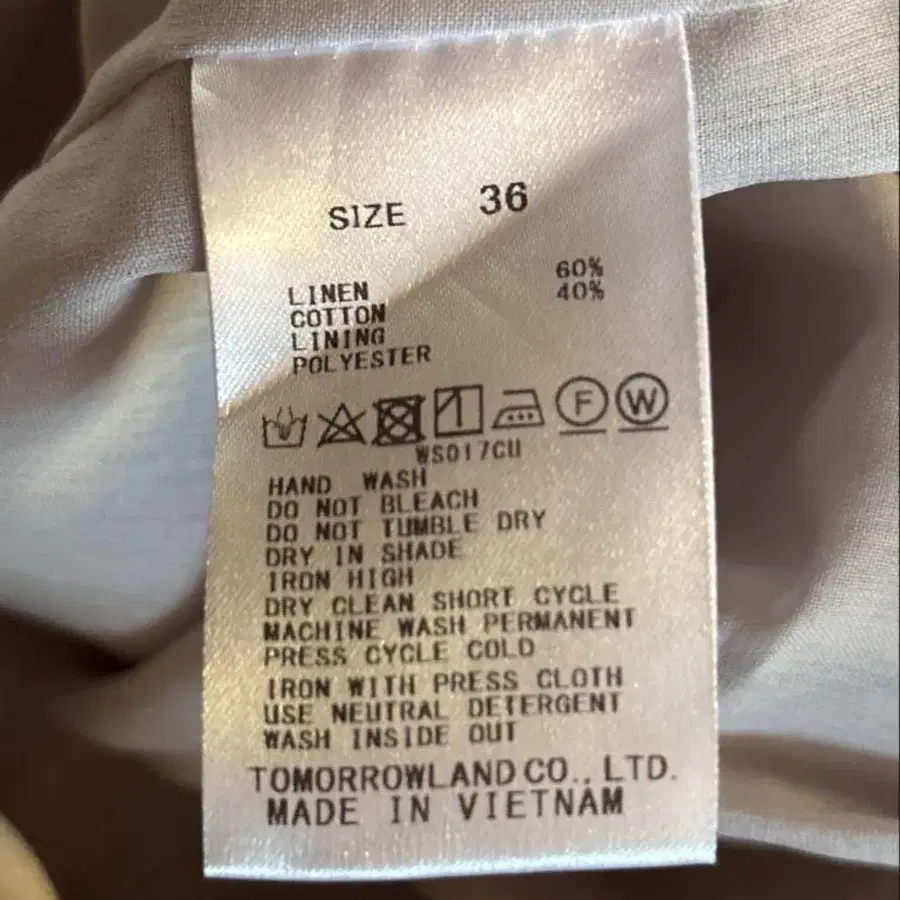 SIZE 36
LINEN 60%
COTTON 40%
LINING
POLYESTER
F W
WS017CU
HAND WASH
DO NOT BLEACH
DO NOT TUMBLE DRY
DRY IN SHADE
IRON HIGH
DRY CLEAN SHORT CYCLE
MACHINE WASH PERMANENT
PRESS CYCLE COLD
IRON WITH PRESS CLOTH
USE NEUTRAL DETERGENT
WASH INSIDE OUT
TOMORROWLAND CO., LTD.
MADE IN VIETNAM